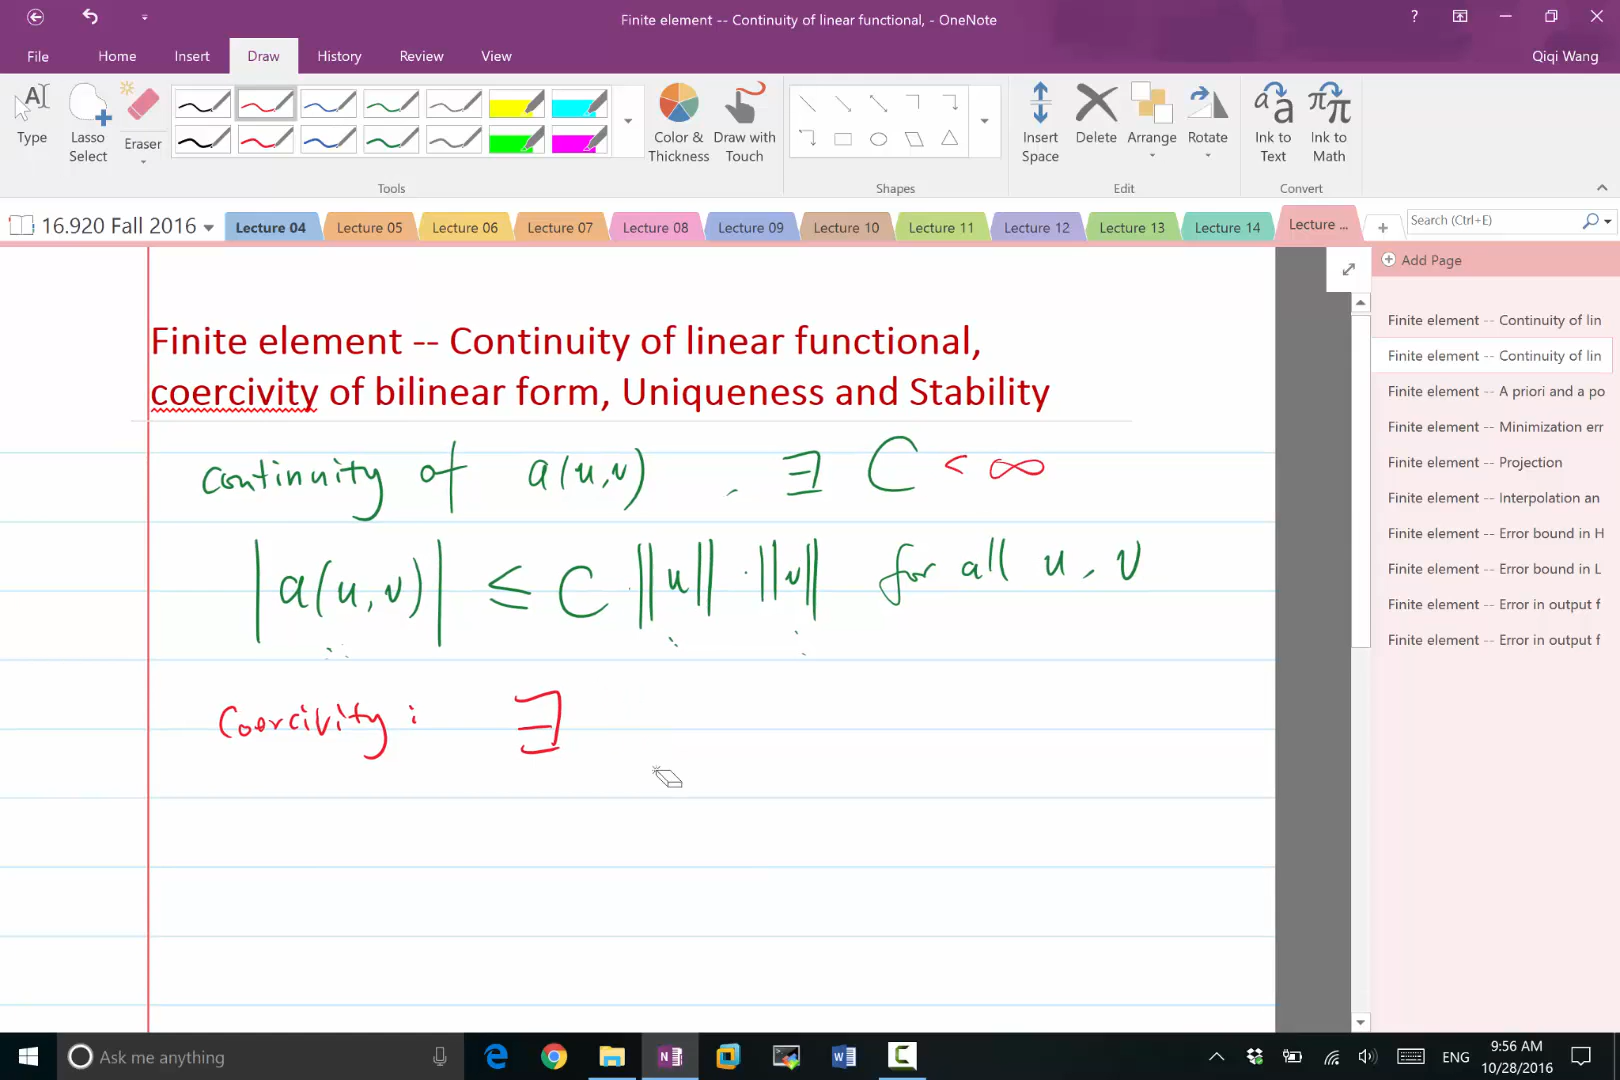 Finite element -- Continuity of linear functional, - OneNote
?
File Home Insert Draw History Review View
Qiqi Wang
Type
Lasso Select
Eraser
Color & Thickness
Draw with Touch
Insert Space
Delete
Arrange
Rotate
Ink to Text
Ink to Math
Tools
Shapes
Edit
Convert
16.920 Fall 2016
Lecture 04 Lecture 05 Lecture 06 Lecture 07 Lecture 08 Lecture 09 Lecture 10 Lecture 11 Lecture 12 Lecture 13 Lecture 14 Lecture ...
Search (Ctrl+E)
Add Page
Finite element -- Continuity of lin
Finite element -- Continuity of lin
Finite element -- A priori and a po
Finite element -- Minimization err
Finite element -- Projection
Finite element -- Interpolation an
Finite element -- Error bound in H
Finite element -- Error bound in L
Finite element -- Error in output f
Finite element -- Error in output f
Finite element -- Continuity of linear functional,
coercivity of bilinear form, Uniqueness and Stability
continuity of a(u,v) . ∃ C < ∞
|a(u,v)| ≤ C ||u|| · ||v|| for all u, v
Coercivity: ∃
Ask me anything
ENG
9:56 AM
10/28/2016